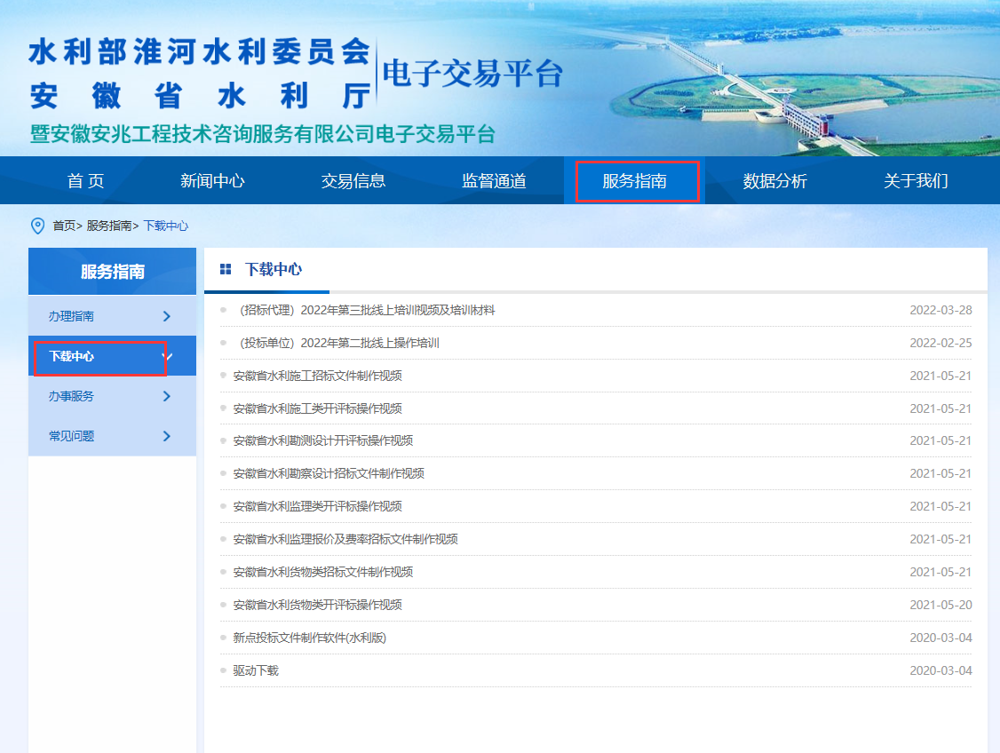 水利部淮河水利委员会
安徽省水利厅
电子交易平台
暨安徽安兆工程技术咨询服务有限公司电子交易平台
首 页 新闻中心 交易信息 监督通道 服务指南 数据分析 关于我们
首页> 服务指南> 下载中心
服务指南
办理指南
下载中心
办事服务
常见问题
下载中心
（招标代理）2022年第三批线上培训视频及培训材料 2022-03-28
（投标单位）2022年第二批线上操作培训 2022-02-25
安徽省水利施工招标文件制作视频 2021-05-21
安徽省水利施工类开评标操作视频 2021-05-21
安徽省水利勘测设计开评标操作视频 2021-05-21
安徽省水利勘察设计招标文件制作视频 2021-05-21
安徽省水利监理类开评标操作视频 2021-05-21
安徽省水利监理报价及费率招标文件制作视频 2021-05-21
安徽省水利货物类招标文件制作视频 2021-05-21
安徽省水利货物类开评标操作视频 2021-05-20
新点投标文件制作软件(水利版) 2020-03-04
驱动下载 2020-03-04